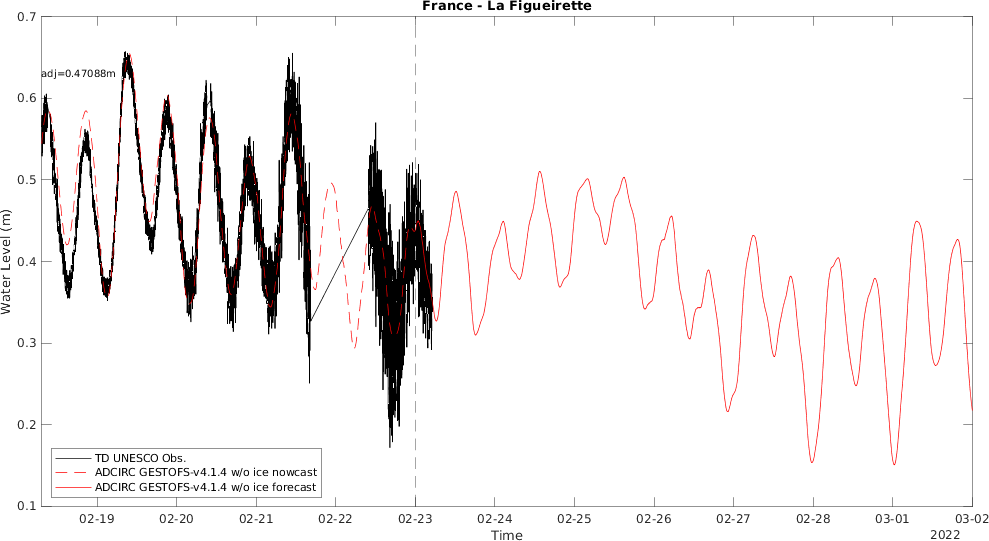 France - La Figueirette
adj=0.47088m
0.7
0.6
0.5
0.4
0.3
0.2
0.1
Water Level (m)
TD UNESCO Obs.
ADCIRC GESTOFS-v4.1.4 w/o ice nowcast
ADCIRC GESTOFS-v4.1.4 w/o ice forecast
02-19 02-20 02-21 02-22 02-23 02-24 02-25 02-26 02-27 02-28 03-01 03-02
Time
2022